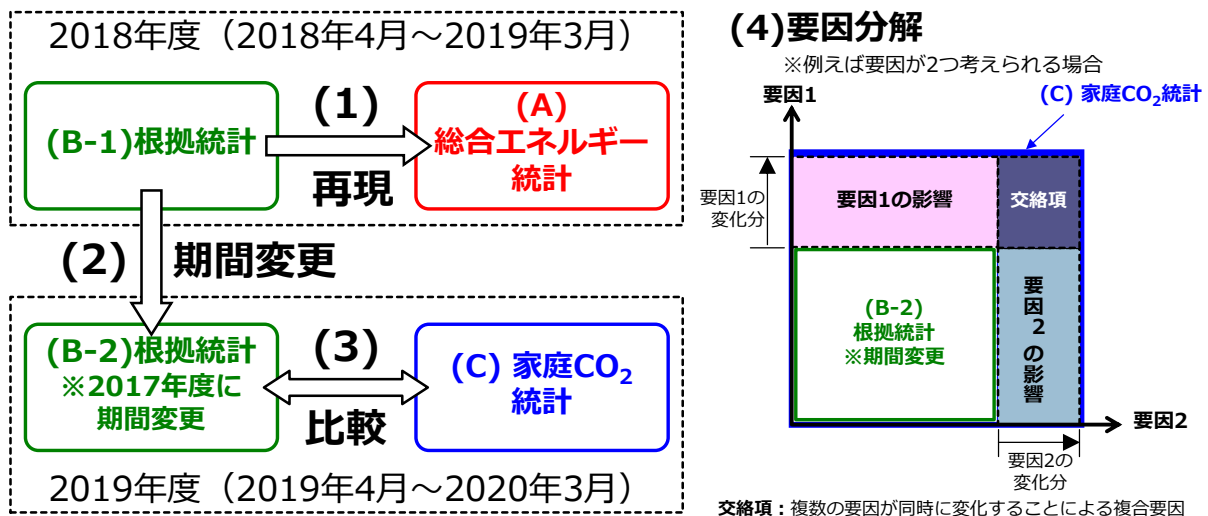 2018年度（2018年4月～2019年3月）
(B-1)根拠統計
(1)
再現
(A)
総合エネルギー
統計
(2)
期間変更
(B-2)根拠統計
※2017年度に
期間変更
(3)
比較
(C) 家庭CO₂
統計
2019年度（2019年4月～2020年3月）
(4)要因分解
※例えば要因が2つ考えられる場合
要因1
(C) 家庭CO₂統計
要因1の
変化分
要因1の影響
交絡項
(B-2)
根拠統計
※期間変更
要因2の影響
要因2
要因2の
変化分
交絡項：複数の要因が同時に変化することによる複合要因